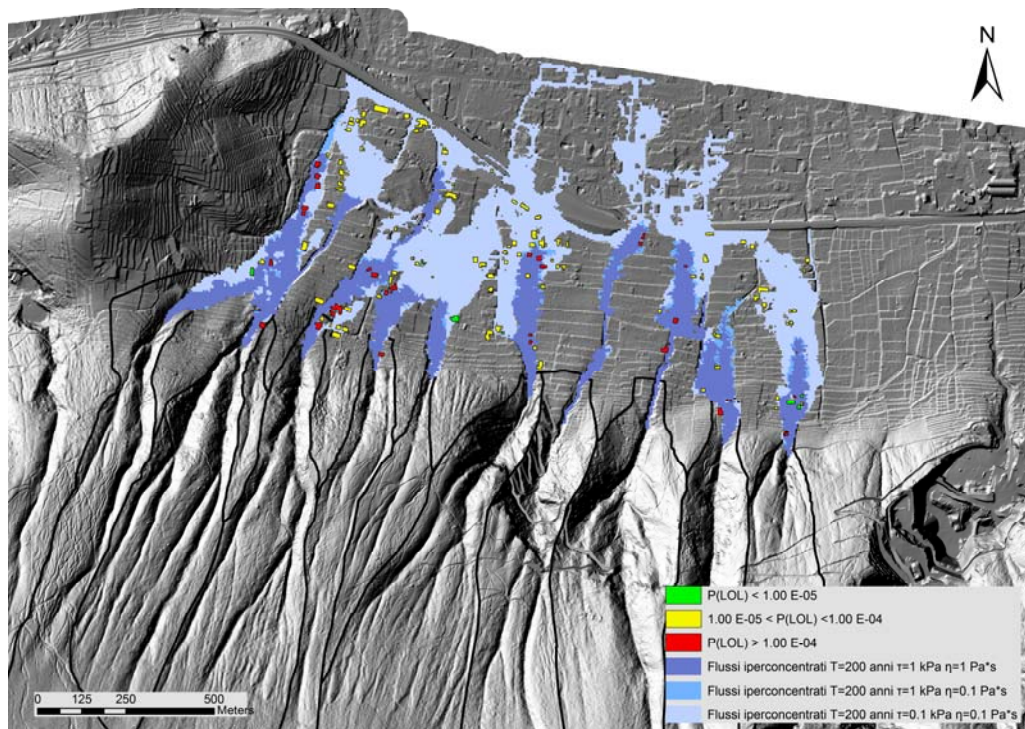 N
P(LOL) < 1.00 E-05
1.00 E-05 < P(LOL) <1.00 E-04
P(LOL) > 1.00 E-04
Flussi iperconcentrati T=200 anni τ=1 kPa η=1 Pa*s
Flussi iperconcentrati T=200 anni τ=1 kPa η=0.1 Pa*s
Flussi iperconcentrati T=200 anni τ=0.1 kPa η=0.1 Pa*s
0 125 250 500
Meters